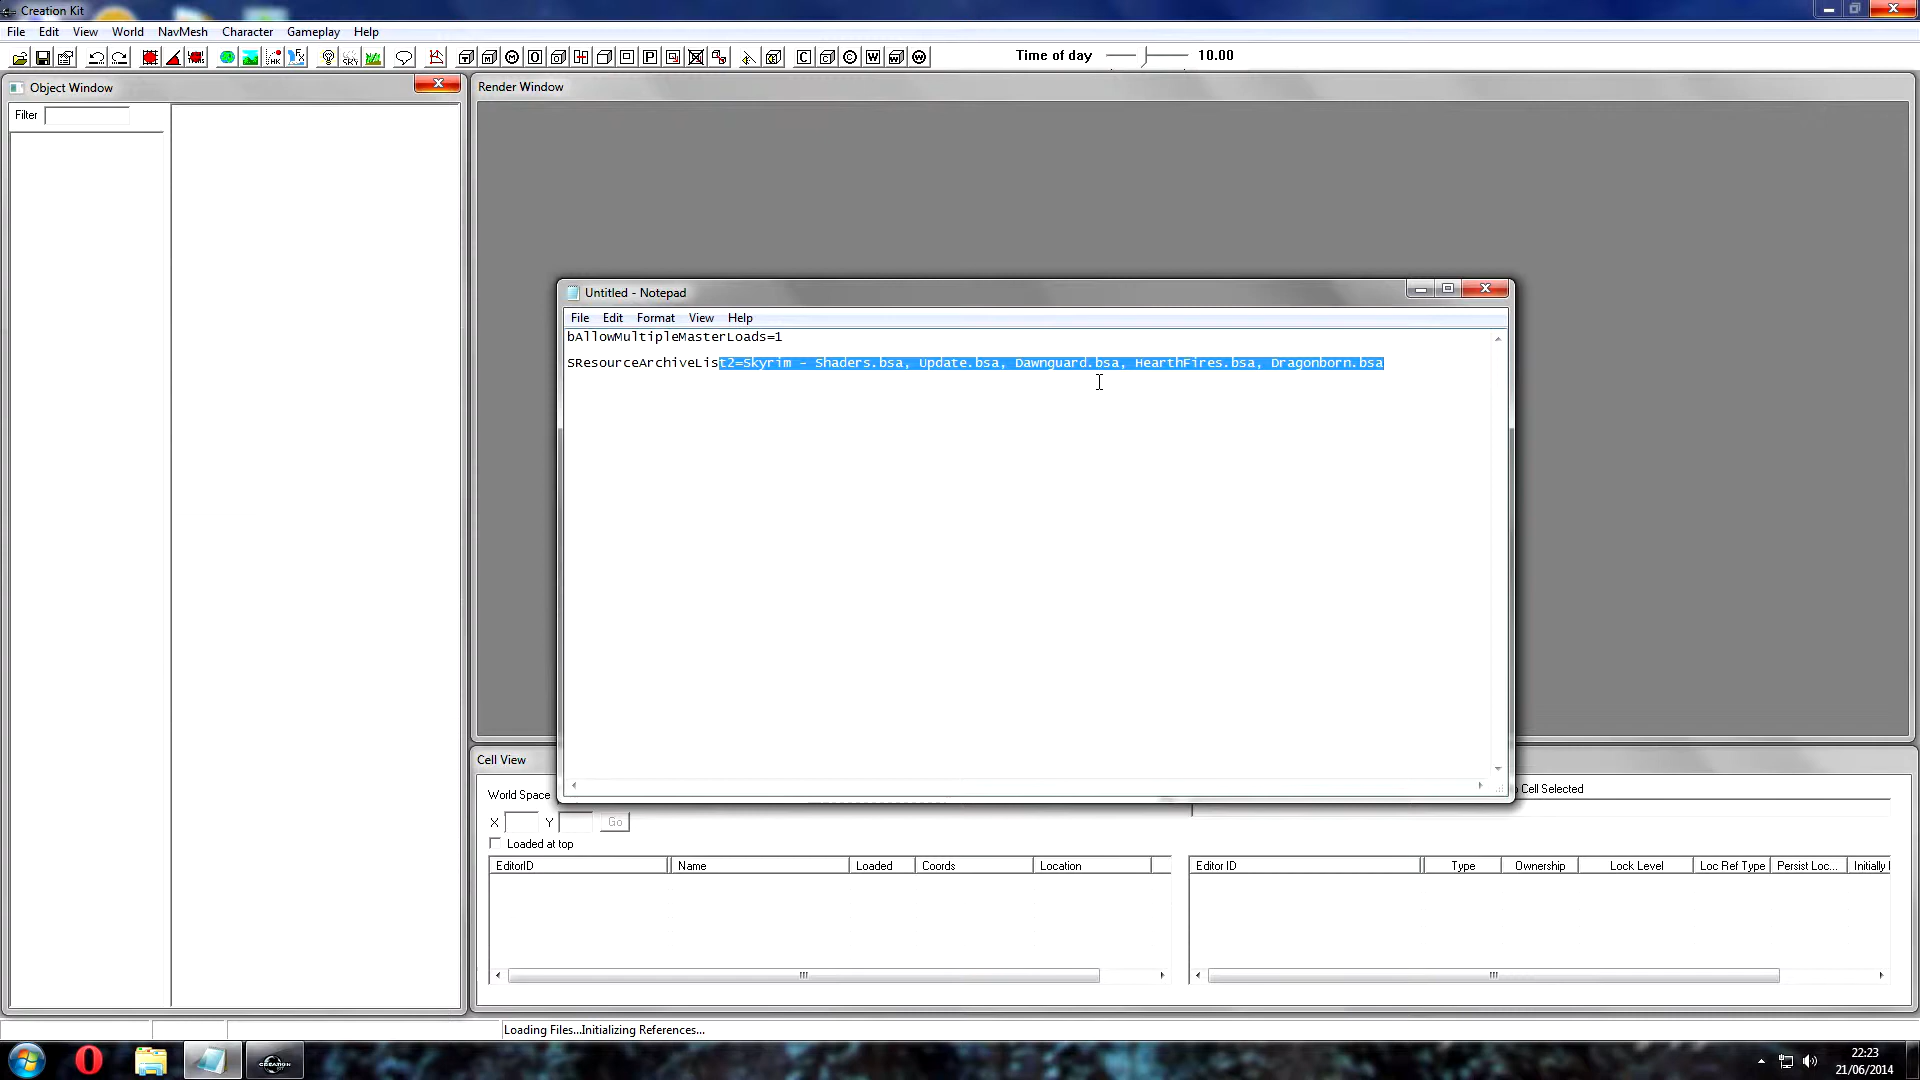 Creation Kit
File Edit View World NavMesh Character Gameplay Help
Time of day 10.00
Object Window
Render Window
Filter
Untitled - Notepad
File Edit Format View Help
bAllowMultipleMasterLoads=1
SResourceArchiveList2=Skyrim - Shaders.bsa, Update.bsa, Dawnguard.bsa, HearthFires.bsa, Dragonborn.bsa
Cell View
World Space
Cell Selected
X Y Go
Loaded at top
EditorID Name Loaded Coords Location
Editor ID Type Ownership Lock Level Loc Ref Type Persist Loc... Initially
Loading Files...Initializing References...
CREATION
22:23
21/06/2014